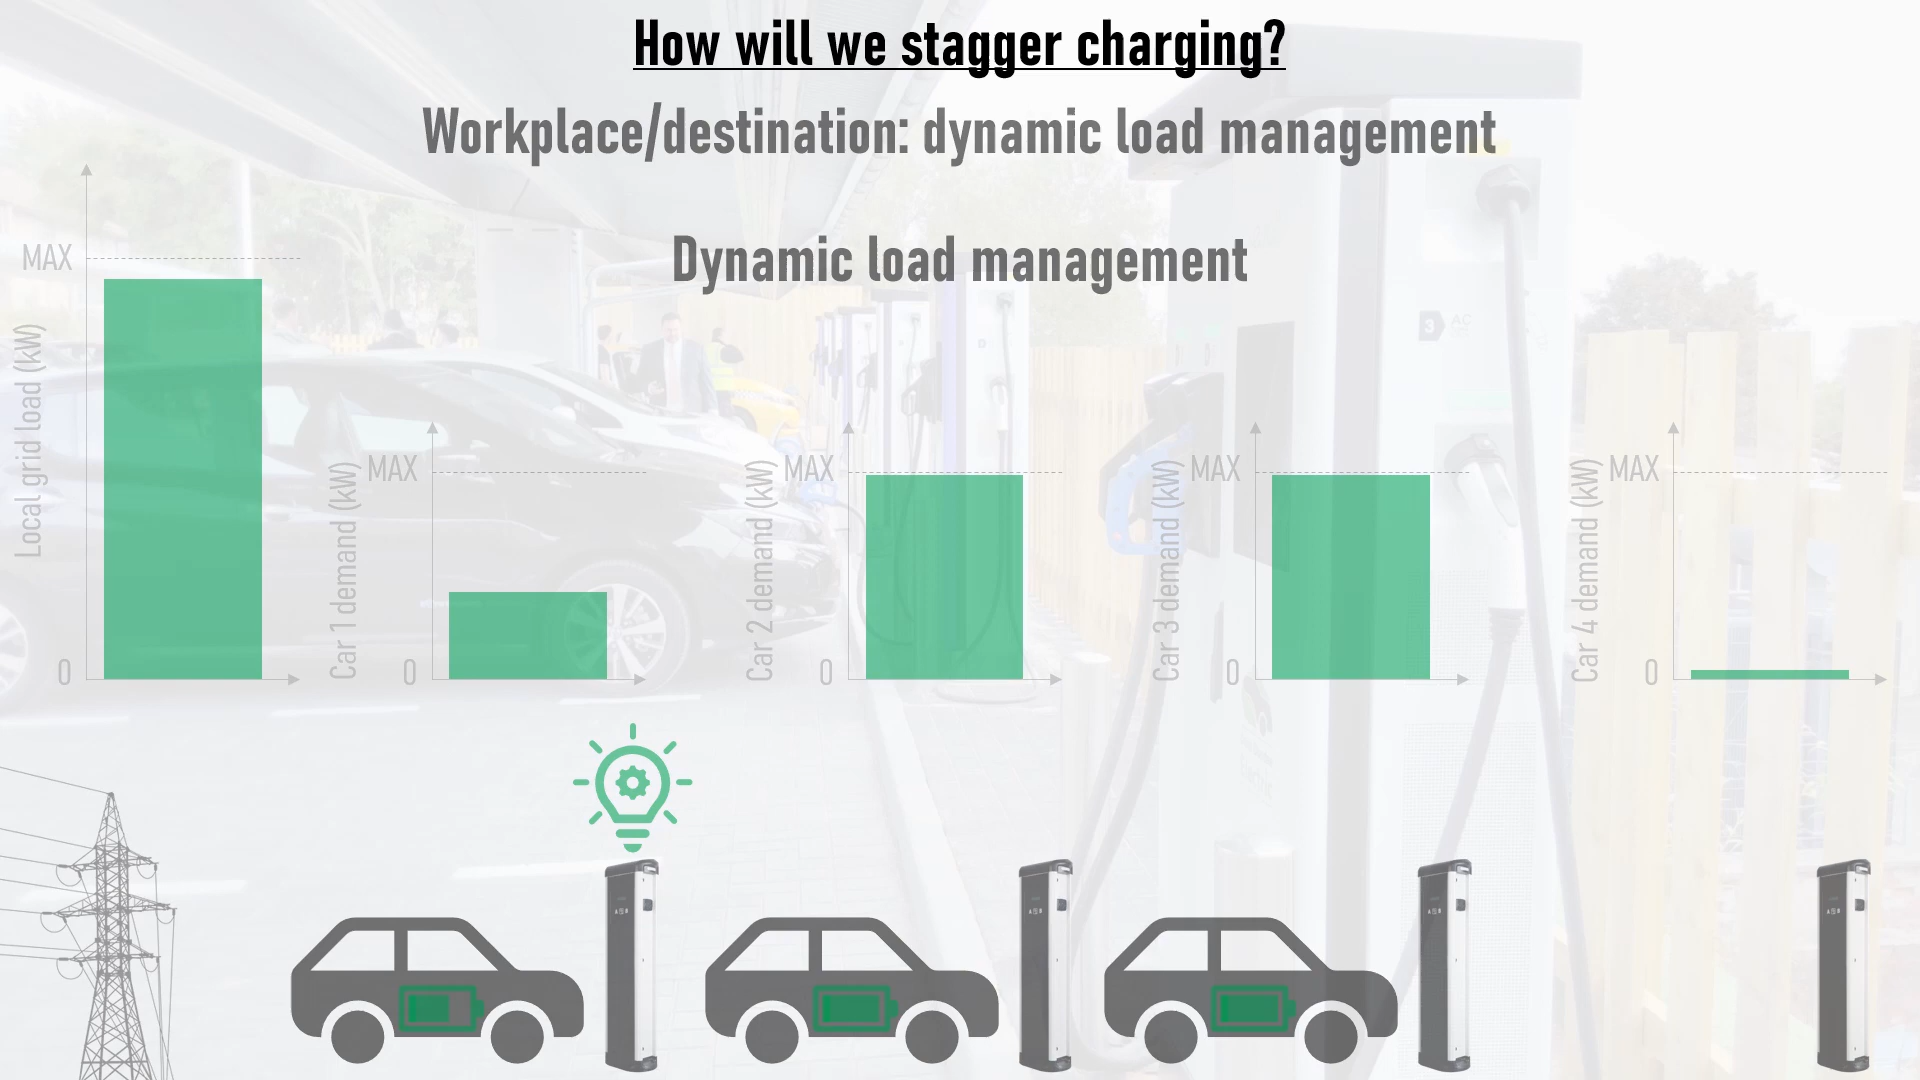 How will we stagger charging?
Workplace/destination: dynamic load management
Dynamic load management
MAX
Local grid load (kW)
0
MAX
Car 1 demand (kW)
0
MAX
Car 2 demand (kW)
0
MAX
Car 3 demand (kW)
0
MAX
Car 4 demand (kW)
0
3
AC